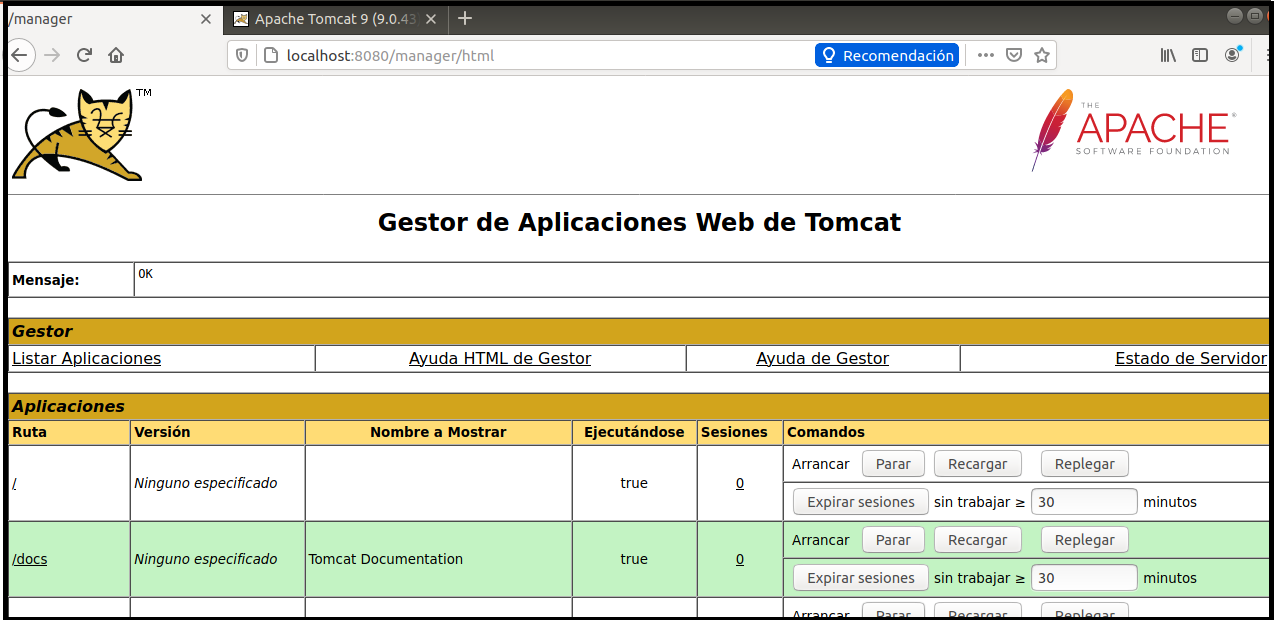 /manager
Apache Tomcat 9 (9.0.43
localhost:8080/manager/html
Recomendación
TM
THE
APACHE®
SOFTWARE FOUNDATION
Gestor de Aplicaciones Web de Tomcat
Mensaje: OK
Gestor
Listar Aplicaciones Ayuda HTML de Gestor Ayuda de Gestor Estado de Servidor
Aplicaciones
Ruta Versión Nombre a Mostrar Ejecutándose Sesiones Comandos
/ Ninguno especificado true 0
Arrancar Parar Recargar Replegar
Expirar sesiones sin trabajar ≥ 30 minutos
/docs Ninguno especificado Tomcat Documentation true 0
Arrancar Parar Recargar Replegar
Expirar sesiones sin trabajar ≥ 30 minutos
Arrancar Parar Recargar Replegar